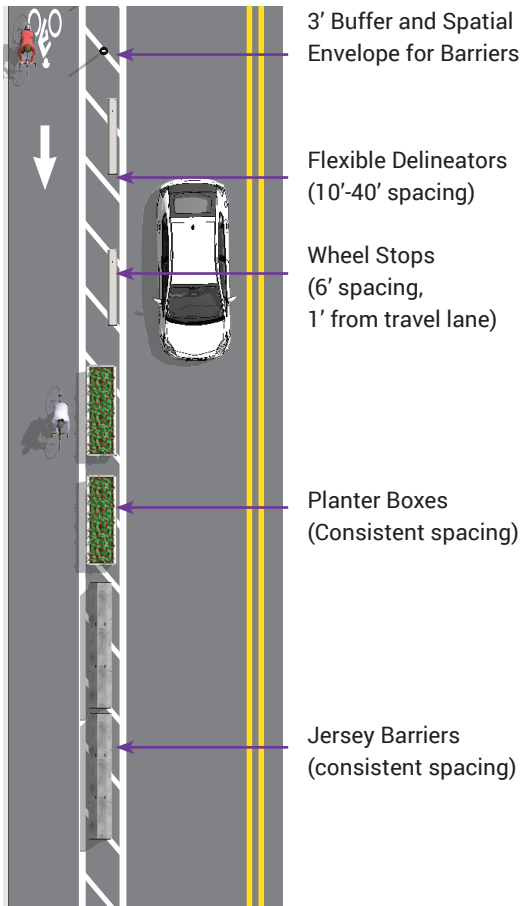 3’ Buffer and Spatial
Envelope for Barriers
Flexible Delineators
(10’-40’ spacing)
Wheel Stops
(6’ spacing,
1’ from travel lane)
Planter Boxes
(Consistent spacing)
Jersey Barriers
(consistent spacing)